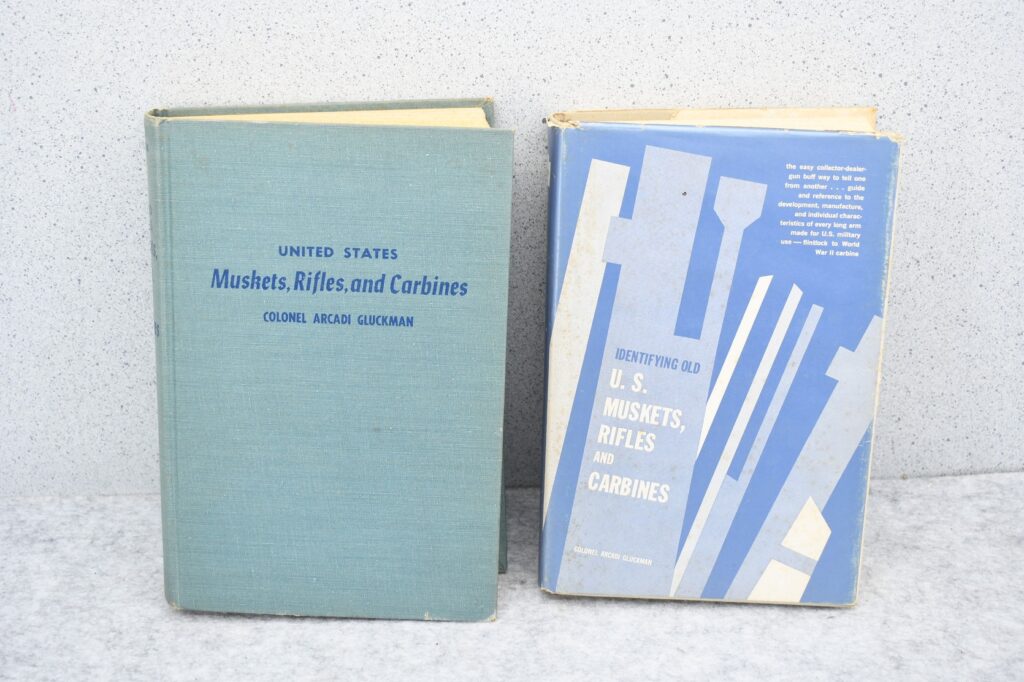 UNITED STATES
Muskets, Rifles, and Carbines
COLONEL ARCADI GLUCKMAN
the easy collector-dealer-
gun buff way to tell one
from another . . . guide
and reference to the
development, manufacture,
and individual charac-
teristics of every long arm
made for U.S. military
use — flintlock to World
War II carbine
IDENTIFYING OLD
U. S.
MUSKETS,
RIFLES
AND
CARBINES
COLONEL ARCADI GLUCKMAN